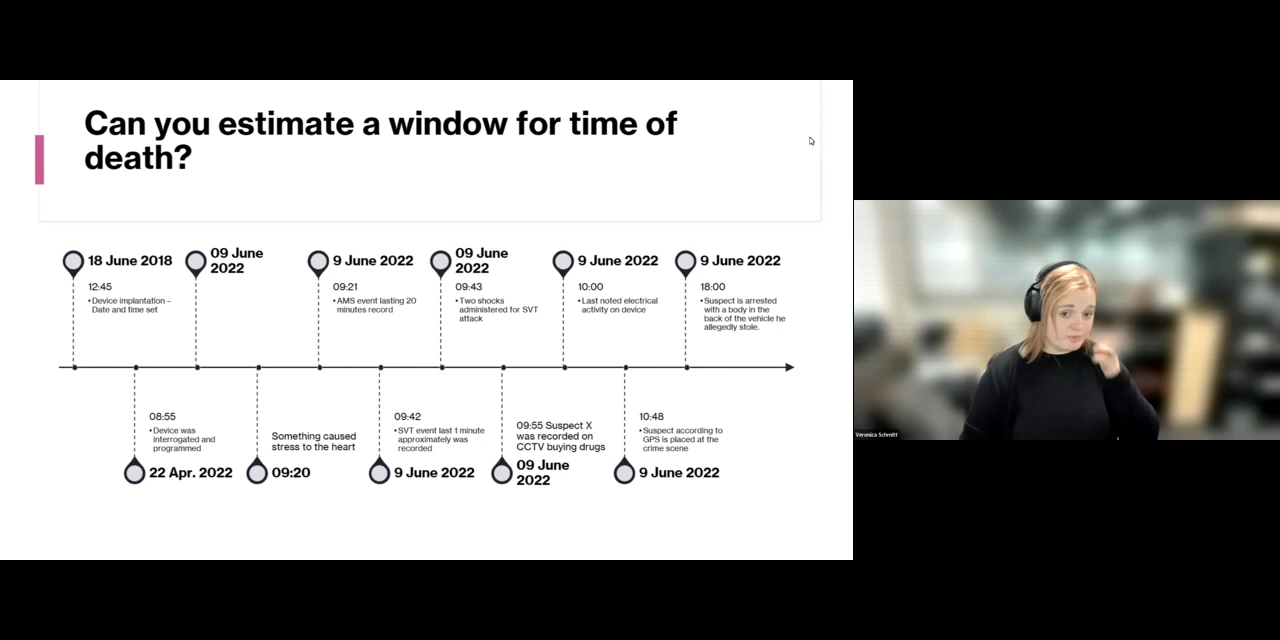 Can you estimate a window for time of
death?
18 June 2018
12:45
•Device implantation –
Date and time set
09 June
2022
9 June 2022
09:21
•AMS event lasting 20
minutes record
09 June
2022
09:43
•Two shocks
administered for SVT
attack
9 June 2022
10:00
•Last noted electrical
activity on device
9 June 2022
18:00
•Suspect is arrested
with a body in the
back of the vehicle he
allegedly stole.
08:55
•Device was
interrogated and
programmed
22 Apr. 2022
Something caused
stress to the heart
09:20
09:42
•SVT event last 1 minute
approximately was
recorded
9 June 2022
09:55 Suspect X
was recorded on
CCTV buying drugs
09 June
2022
10:48
•Suspect according to
GPS is placed at the
crime scene
9 June 2022
Veronica Schmitt